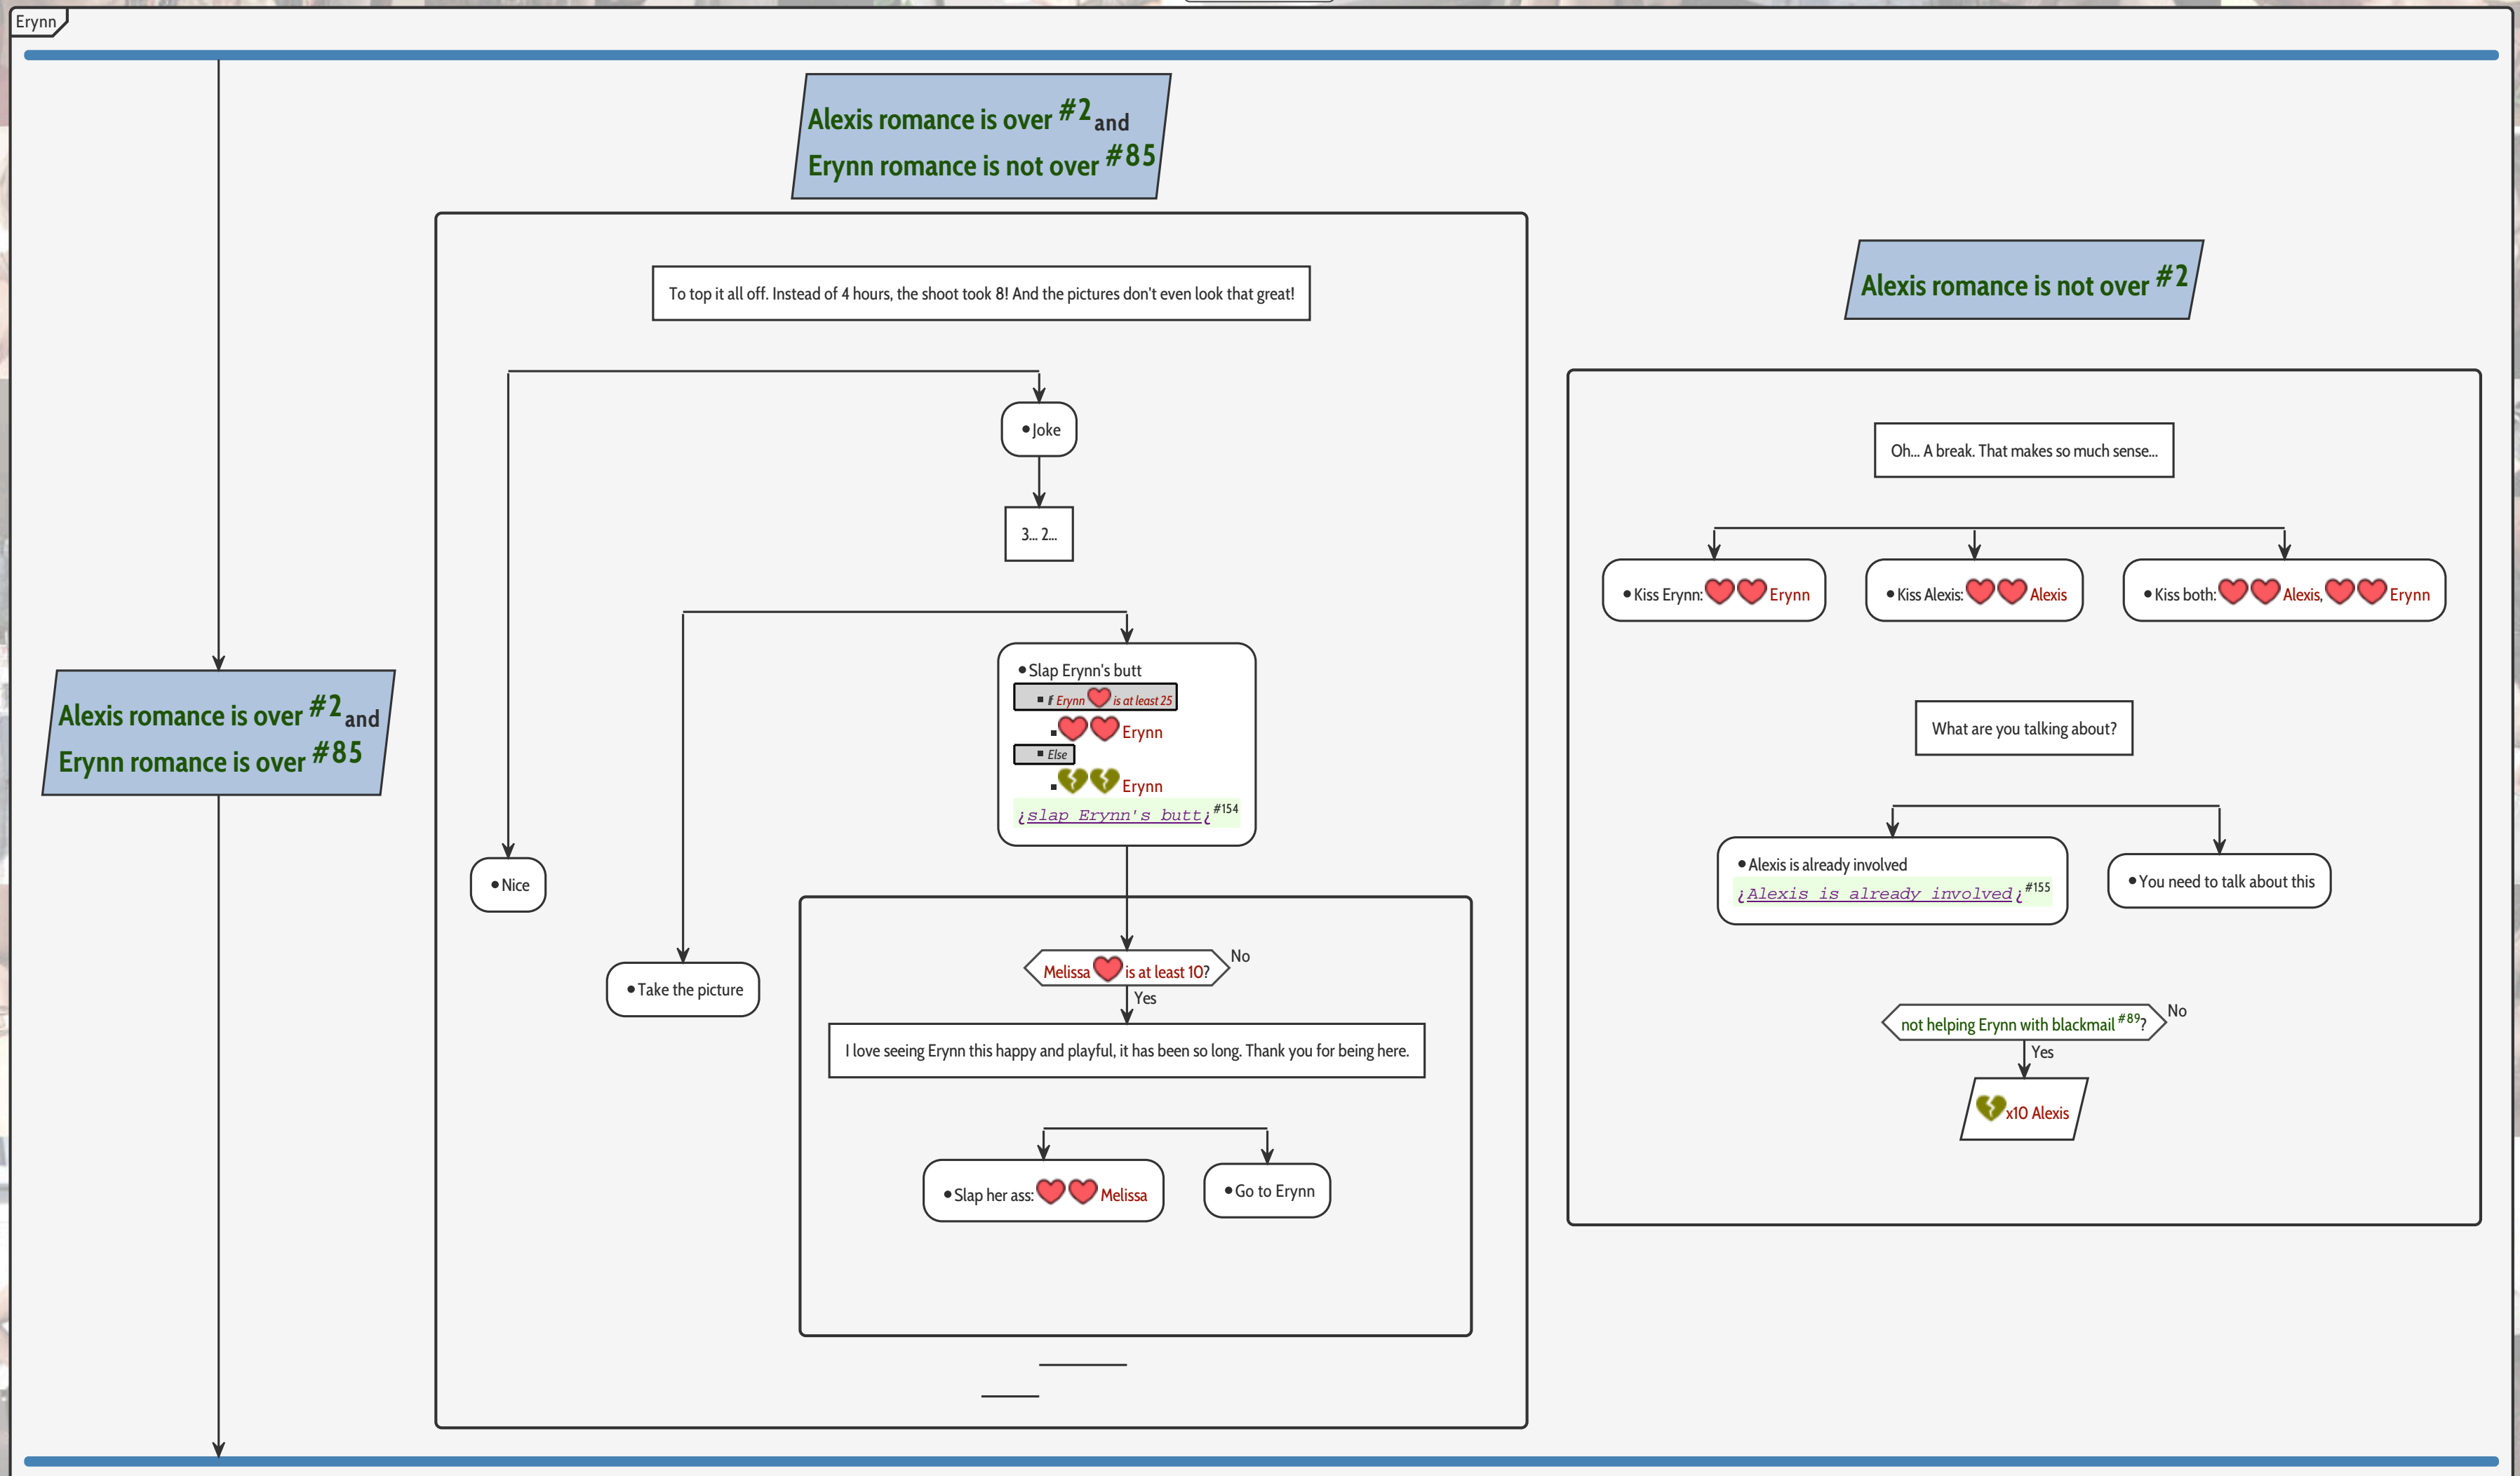 Erynn
Alexis romance is over #2 and
Erynn romance is not over #85
To top it all off. Instead of 4 hours, the shoot took 8! And the pictures don't even look that great!
• Joke
3... 2...
• Slap Erynn's butt
▪ If Erynn ❤ is at least 25
▪ ❤❤ Erynn
▪ Else
▪ 💔💔 Erynn
¿slap Erynn's butt¿ #154
• Nice
• Take the picture
Melissa ❤ is at least 10?
No
Yes
I love seeing Erynn this happy and playful, it has been so long. Thank you for being here.
• Slap her ass: ❤❤ Melissa
• Go to Erynn
Alexis romance is over #2 and
Erynn romance is over #85
Alexis romance is not over #2
Oh... A break. That makes so much sense...
• Kiss Erynn: ❤❤ Erynn
• Kiss Alexis: ❤❤ Alexis
• Kiss both: ❤❤ Alexis, ❤❤ Erynn
What are you talking about?
• Alexis is already involved
¿Alexis is already involved¿ #155
• You need to talk about this
not helping Erynn with blackmail #89?
No
Yes
💔x10 Alexis